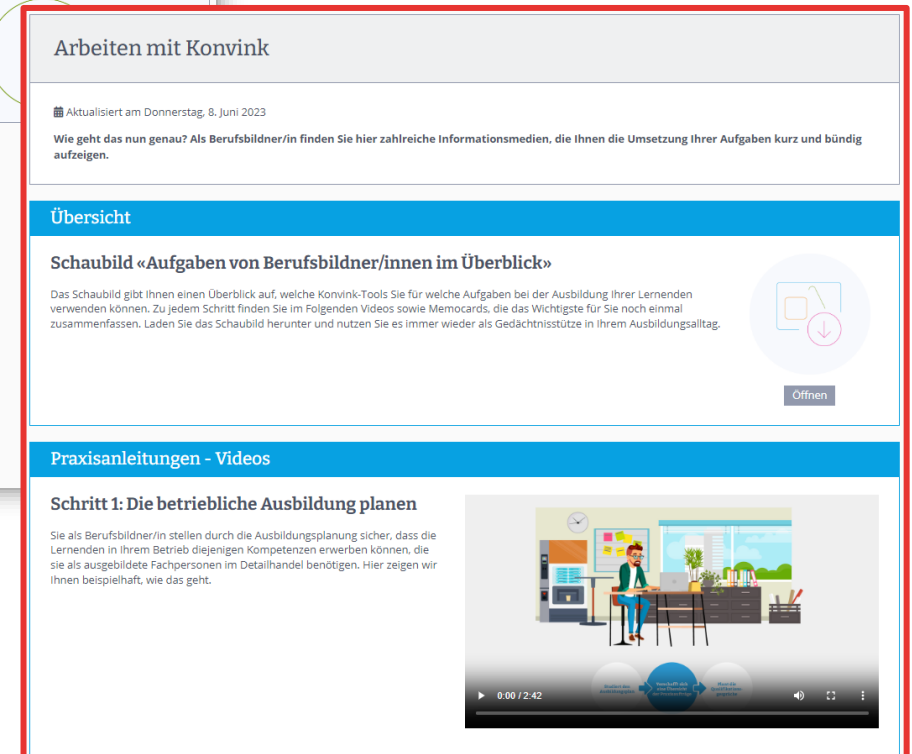 Arbeiten mit Konvink
Aktualisiert am Donnerstag, 8. Juni 2023
Wie geht das nun genau? Als Berufsbildner/in finden Sie hier zahlreiche Informationsmedien, die Ihnen die Umsetzung Ihrer Aufgaben kurz und bündig
aufzeigen.
Übersicht
Schaubild «Aufgaben von Berufsbildner/innen im Überblick»
Das Schaubild gibt Ihnen einen Überblick auf, welche Konvink-Tools Sie für welche Aufgaben bei der Ausbildung Ihrer Lernenden
verwenden können. Zu jedem Schritt finden Sie im Folgenden Videos sowie Memocards, die das Wichtigste für Sie noch einmal
zusammenfassen. Laden Sie das Schaubild herunter und nutzen Sie es immer wieder als Gedächtnisstütze in Ihrem Ausbildungsalltag.
Öffnen
Praxisanleitungen - Videos
Schritt 1: Die betriebliche Ausbildung planen
Sie als Berufsbildner/in stellen durch die Ausbildungsplanung sicher, dass die
Lernenden in Ihrem Betrieb diejenigen Kompetenzen erwerben können, die
sie als ausgebildete Fachpersonen im Detailhandel benötigen. Hier zeigen wir
Ihnen beispielhaft, wie das geht.
0:00 / 2:42